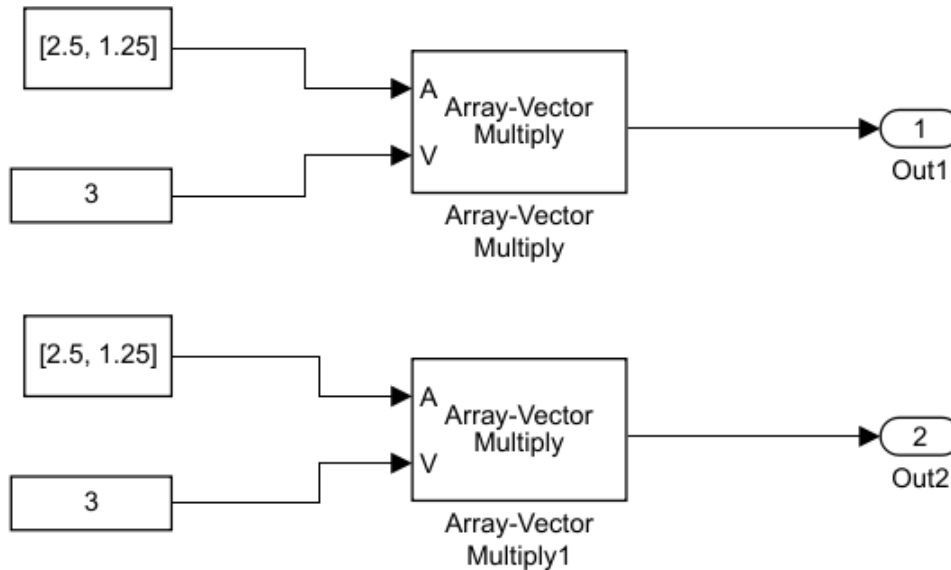 [2.5, 1.25]
3
A
V
Array-Vector
Multiply
Array-Vector
Multiply
1
Out1
[2.5, 1.25]
3
A
V
Array-Vector
Multiply
Array-Vector
Multiply1
2
Out2